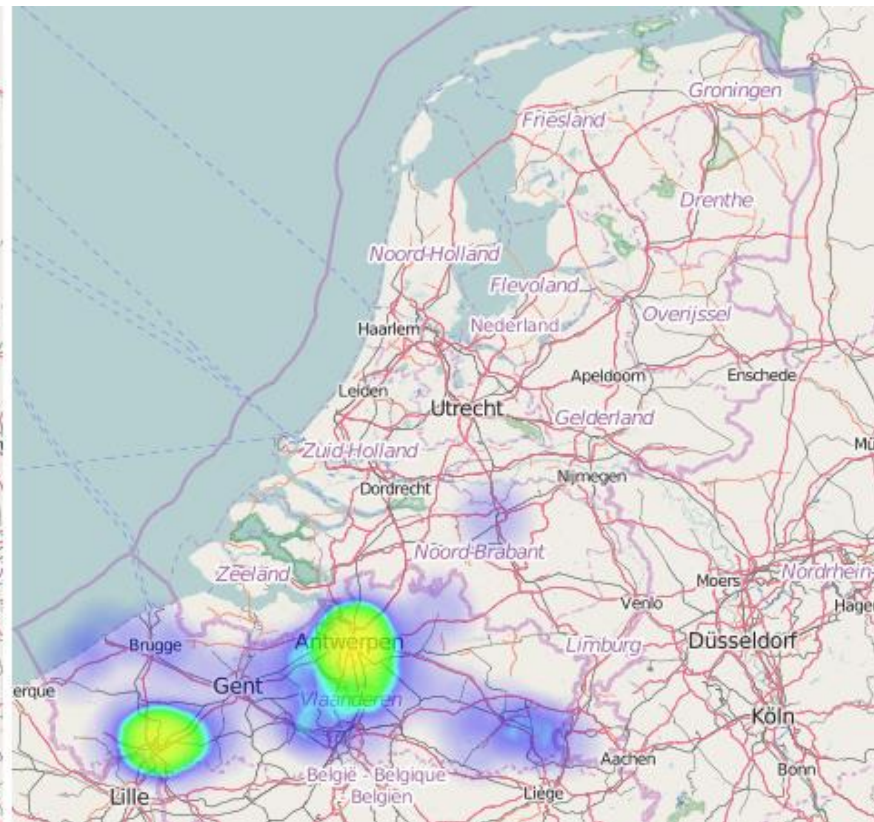 Groningen
Friesland
Drenthe
Noord-Holland
Flevoland
Overijssel
Haarlem
Nederland
Apeldoorn
Enschede
Leiden
Utrecht
Gelderland
Mü
Zuid-Holland
Nijmegen
Dordrecht
Noord-Brabant
Zeeland
Moers
Nordrhein-
Venlo
Hagen
Antwerpen
Brugge
Limburg
Düsseldorf
erque
Gent
Vlaanderen
Köln
Aachen
Bonn
België - Belgique
- Belgien
Lille
Liège